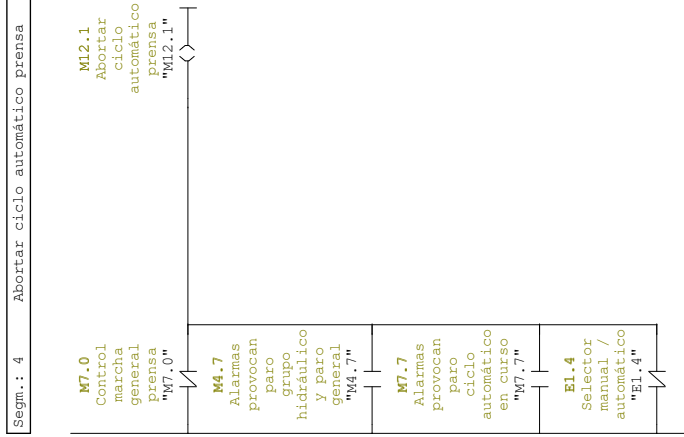 Segm.: 4 Abortar ciclo automático prensa
M7.0
Control
marcha
general
prensa
"M7.0"
M12.1
Abortar
ciclo
automático
prensa
"M12.1"
M4.7
Alarmas
provocan
paro
grupo
hidráulico
y paro
general
"M4.7"
M7.7
Alarmas
provocan
paro
ciclo
automático
en curso
"M7.7"
E1.4
Selector
manual /
automático
"E1.4"